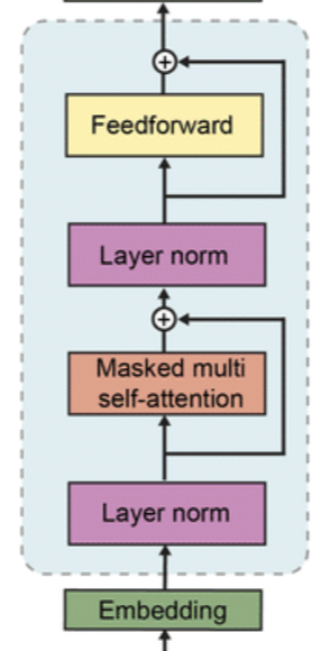 Feedforward
Layer norm
Masked multi
self-attention
Layer norm
Embedding